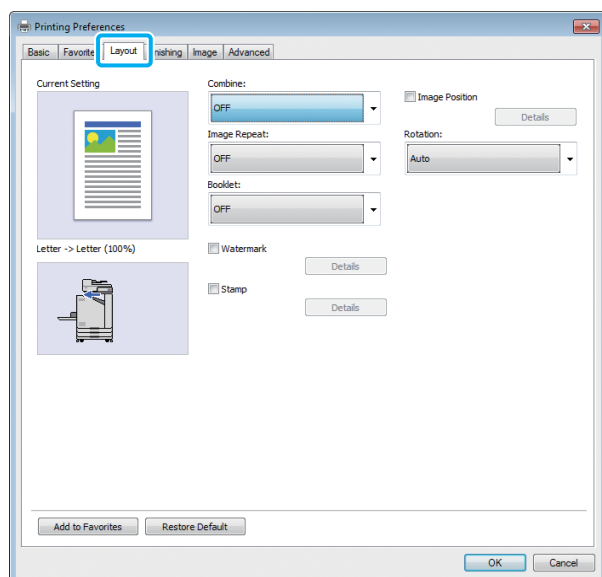 Printing Preferences
Basic Favorite Layout nishing Image Advanced
Current Setting
Combine:
OFF
Image Position
Details
Image Repeat:
OFF
Rotation:
Auto
Booklet:
OFF
Letter -> Letter (100%)
Watermark
Details
Stamp
Details
Add to Favorites Restore Default
OK Cancel